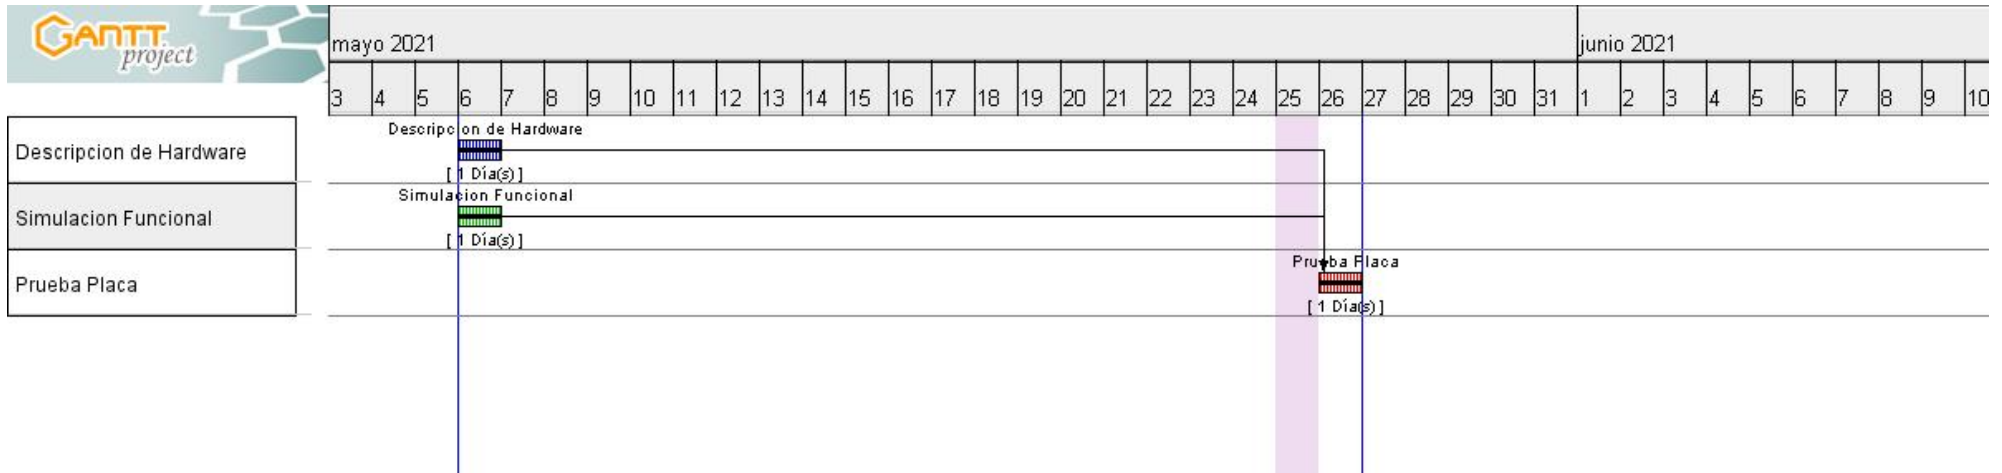 GANTT
project
mayo 2021
junio 2021
3 4 5 6 7 8 9 10 11 12 13 14 15 16 17 18 19 20 21 22 23 24 25 26 27 28 29 30 31 1 2 3 4 5 6 7 8 9 10
Descripcion de Hardware
Descripcion de Hardware
[ 1 Día(s) ]
Simulacion Funcional
Simulacion Funcional
[ 1 Día(s) ]
Prueba Placa
Prueba Placa
[ 1 Día(s) ]